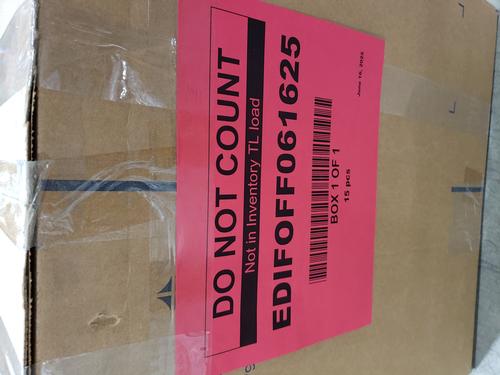 DO NOT COUNT
Not in Inventory TL load
EDIFOFF061625
BOX 1 OF 1
15 pcs
June 16, 2025